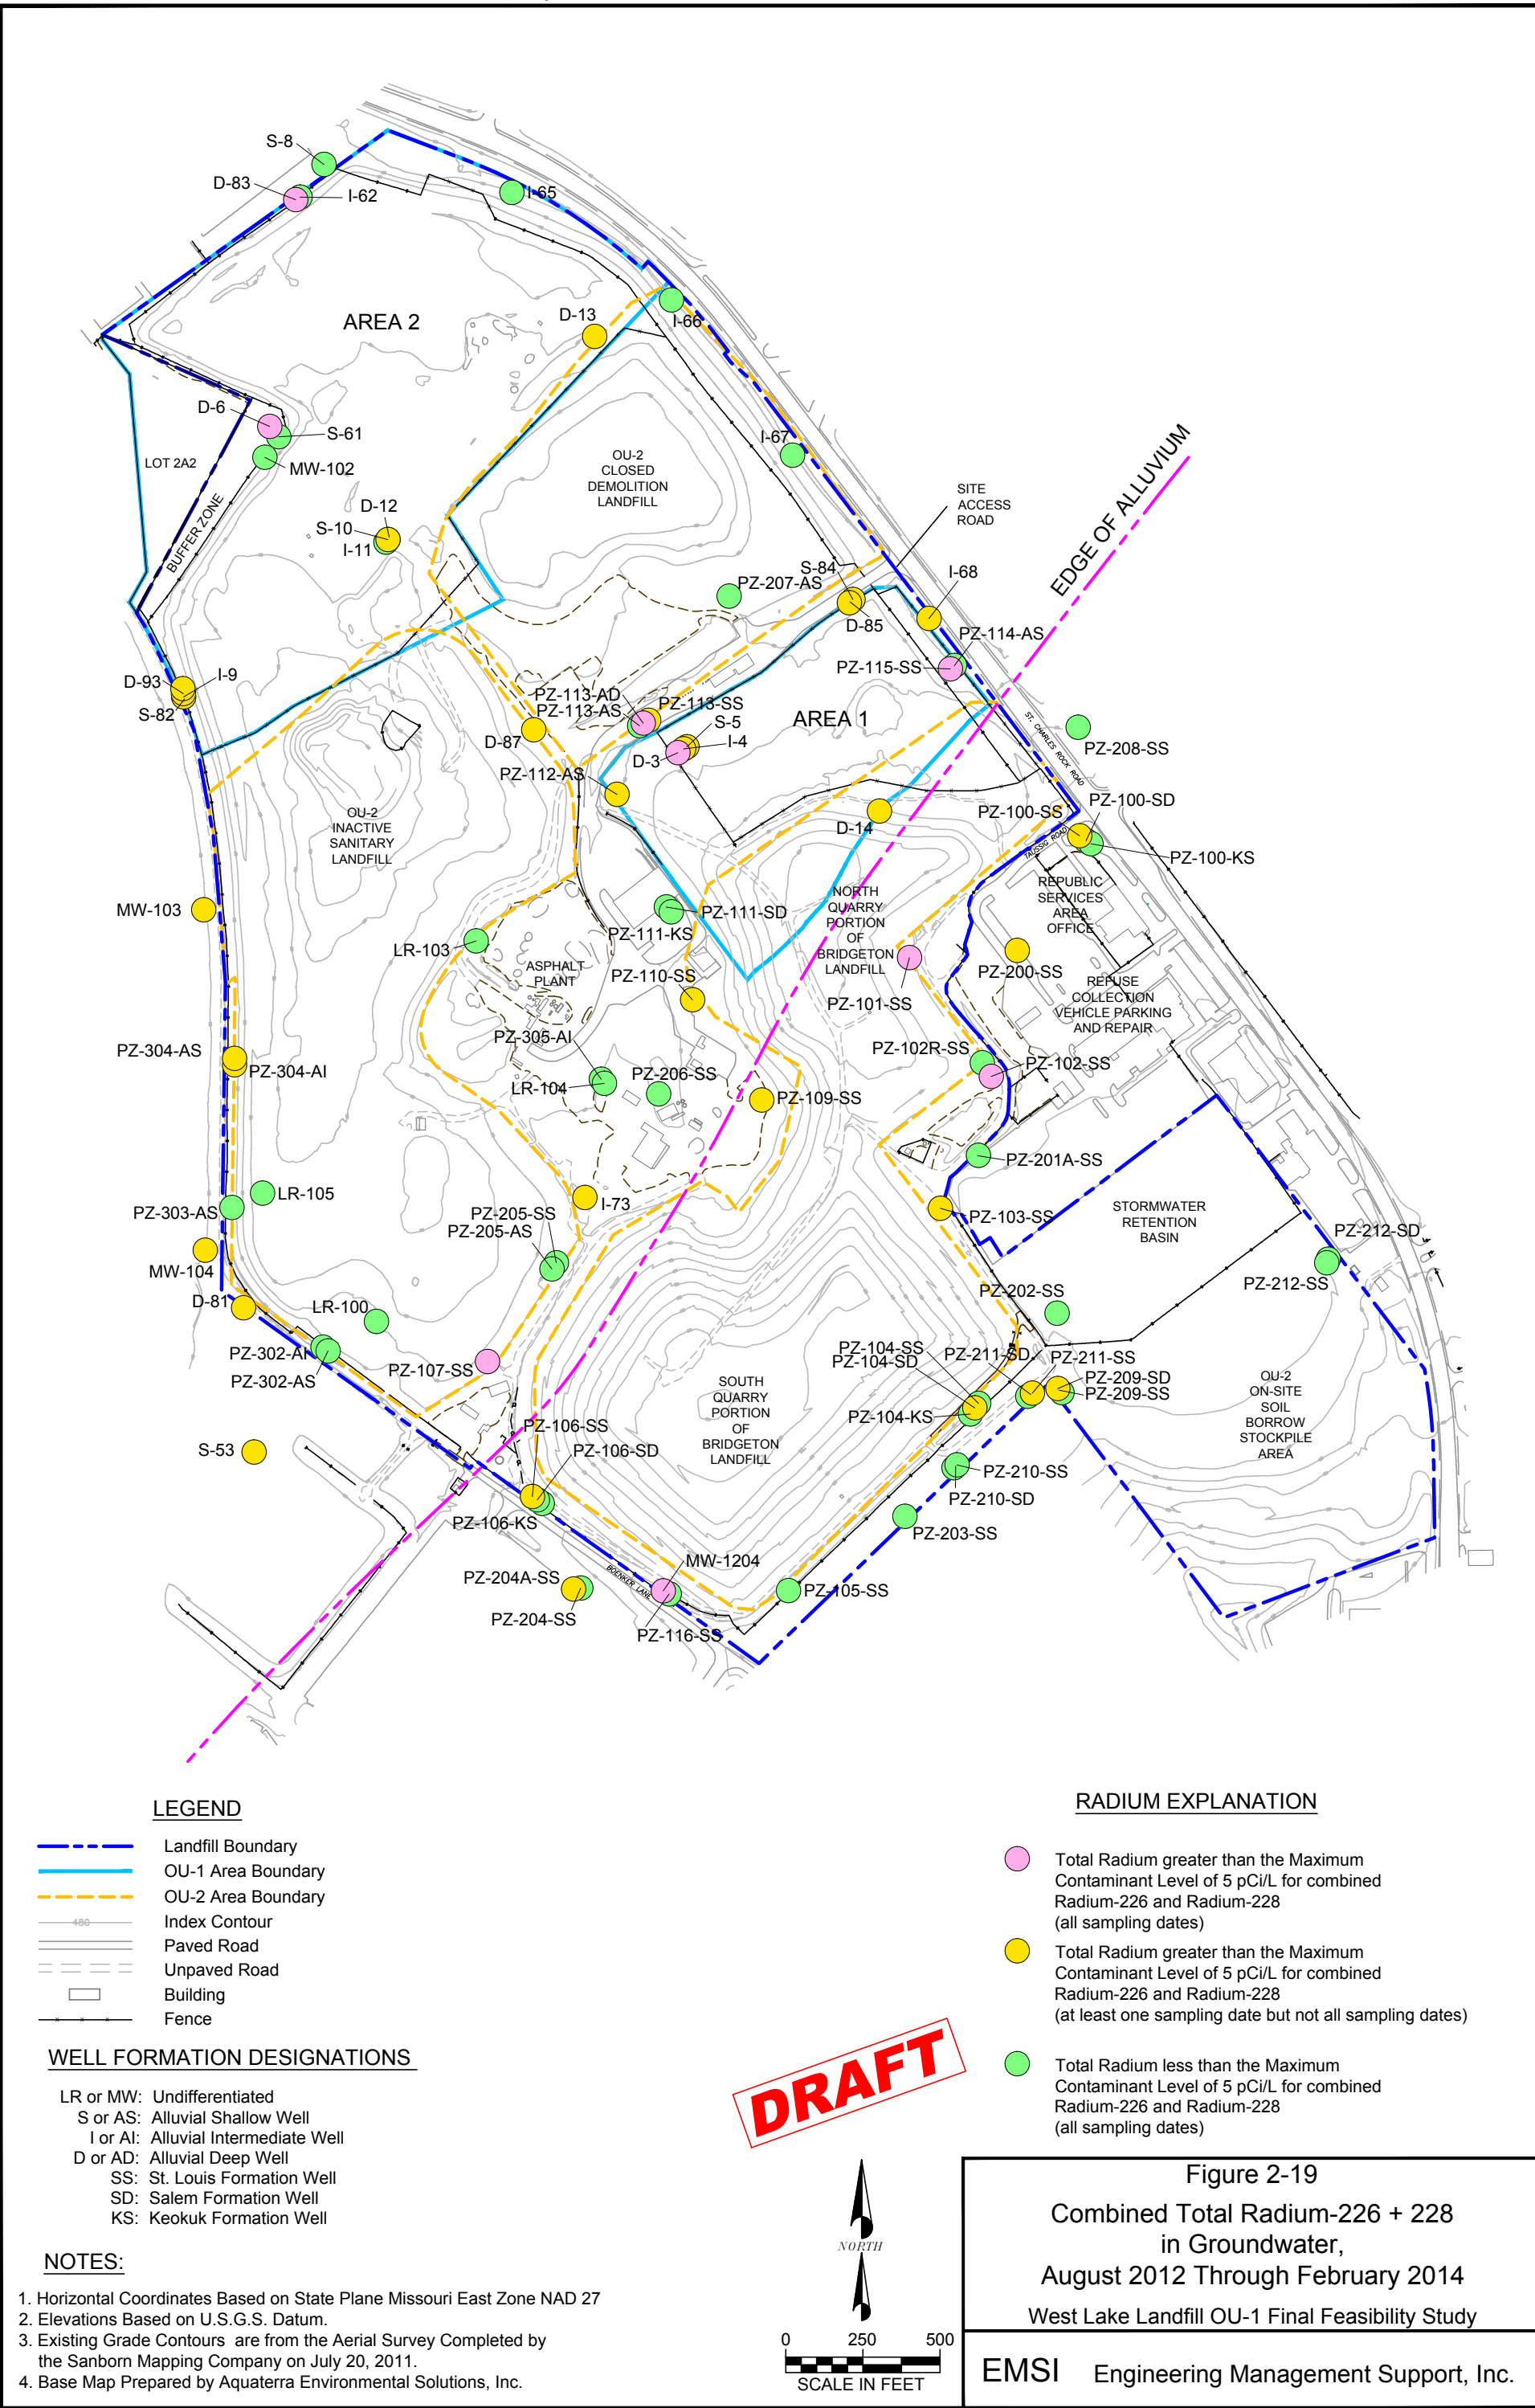 S-8
D-83
I-62
I-65
AREA 2
D-13
I-66
D-6
S-61
LOT 2A2
MW-102
BUFFER ZONE
I-67
OU-2
CLOSED
DEMOLITION
LANDFILL
SITE
ACCESS
ROAD
EDGE OF ALLUVIUM
D-12
S-10
I-11
S-84
PZ-207-AS
I-68
D-85
PZ-114-AS
PZ-115-SS
D-93
I-9
S-82
PZ-113-AD
PZ-113-AS
PZ-113-SS
S-5
I-4
D-3
AREA 1
D-87
PZ-112-AS
ST. CHARLES ROCK ROAD
PZ-208-SS
OU-2
INACTIVE
SANITARY
LANDFILL
D-14
PZ-100-SS
PZ-100-SD
TAUSSIG ROAD
PZ-100-KS
MW-103
LR-103
PZ-111-SD
PZ-111-KS
NORTH
QUARRY
PORTION
OF
BRIDGETON
LANDFILL
REPUBLIC
SERVICES
AREA
OFFICE
ASPHALT
PLANT
PZ-110-SS
PZ-101-SS
PZ-200-SS
REFUSE
COLLECTION
VEHICLE PARKING
AND REPAIR
PZ-304-AS
PZ-304-AI
PZ-305-AI
LR-104
PZ-206-SS
PZ-102R-SS
PZ-102-SS
PZ-109-SS
PZ-201A-SS
LR-105
PZ-303-AS
I-73
PZ-205-SS
PZ-205-AS
PZ-103-SS
STORMWATER
RETENTION
BASIN
PZ-212-SD
PZ-212-SS
MW-104
D-81
LR-100
PZ-202-SS
PZ-302-AI
PZ-302-AS
PZ-107-SS
PZ-104-SS
PZ-104-SD
PZ-211-SD
PZ-211-SS
PZ-209-SD
PZ-209-SS
PZ-104-KS
SOUTH
QUARRY
PORTION
OF
BRIDGETON
LANDFILL
OU-2
ON-SITE
SOIL
BORROW
STOCKPILE
AREA
S-53
PZ-106-SS
PZ-106-SD
PZ-106-KS
PZ-210-SS
PZ-210-SD
PZ-203-SS
MW-1204
PZ-204A-SS
PZ-204-SS
BOENKER LANE
PZ-116-SS
PZ-105-SS
LEGEND
Landfill Boundary
OU-1 Area Boundary
OU-2 Area Boundary
480 Index Contour
Paved Road
Unpaved Road
Building
Fence
WELL FORMATION DESIGNATIONS
LR or MW: Undifferentiated
S or AS: Alluvial Shallow Well
I or AI: Alluvial Intermediate Well
D or AD: Alluvial Deep Well
SS: St. Louis Formation Well
SD: Salem Formation Well
KS: Keokuk Formation Well
NOTES:
1. Horizontal Coordinates Based on State Plane Missouri East Zone NAD 27
2. Elevations Based on U.S.G.S. Datum.
3. Existing Grade Contours are from the Aerial Survey Completed by
the Sanborn Mapping Company on July 20, 2011.
4. Base Map Prepared by Aquaterra Environmental Solutions, Inc.
RADIUM EXPLANATION
Total Radium greater than the Maximum
Contaminant Level of 5 pCi/L for combined
Radium-226 and Radium-228
(all sampling dates)
Total Radium greater than the Maximum
Contaminant Level of 5 pCi/L for combined
Radium-226 and Radium-228
(at least one sampling date but not all sampling dates)
Total Radium less than the Maximum
Contaminant Level of 5 pCi/L for combined
Radium-226 and Radium-228
(all sampling dates)
DRAFT
NORTH
0 250 500
SCALE IN FEET
Figure 2-19
Combined Total Radium-226 + 228
in Groundwater,
August 2012 Through February 2014
West Lake Landfill OU-1 Final Feasibility Study
EMSI Engineering Management Support, Inc.